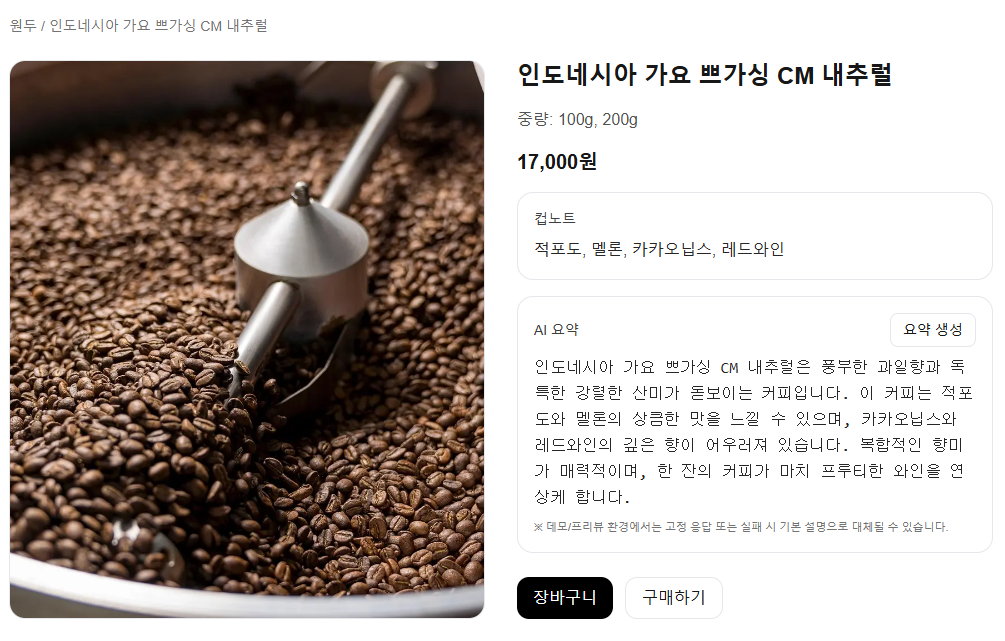 원두 / 인도네시아 가요 쁘가싱 CM 내추럴
인도네시아 가요 쁘가싱 CM 내추럴
중량: 100g, 200g
17,000원
컵노트
적포도, 멜론, 카카오닙스, 레드와인
AI 요약
요약 생성
인도네시아 가요 쁘가싱 CM 내추럴은 풍부한 과일향과 독
특한 강렬한 산미가 돋보이는 커피입니다. 이 커피는 적포
도와 멜론의 상큼한 맛을 느낄 수 있으며, 카카오닙스와
레드와인의 깊은 향이 어우러져 있습니다. 복합적인 향미
가 매력적이며, 한 잔의 커피가 마치 프루티한 와인을 연
상케 합니다.
※ 데모/프리뷰 환경에서는 고정 응답 또는 실패 시 기본 설명으로 대체될 수 있습니다.
장바구니
구매하기